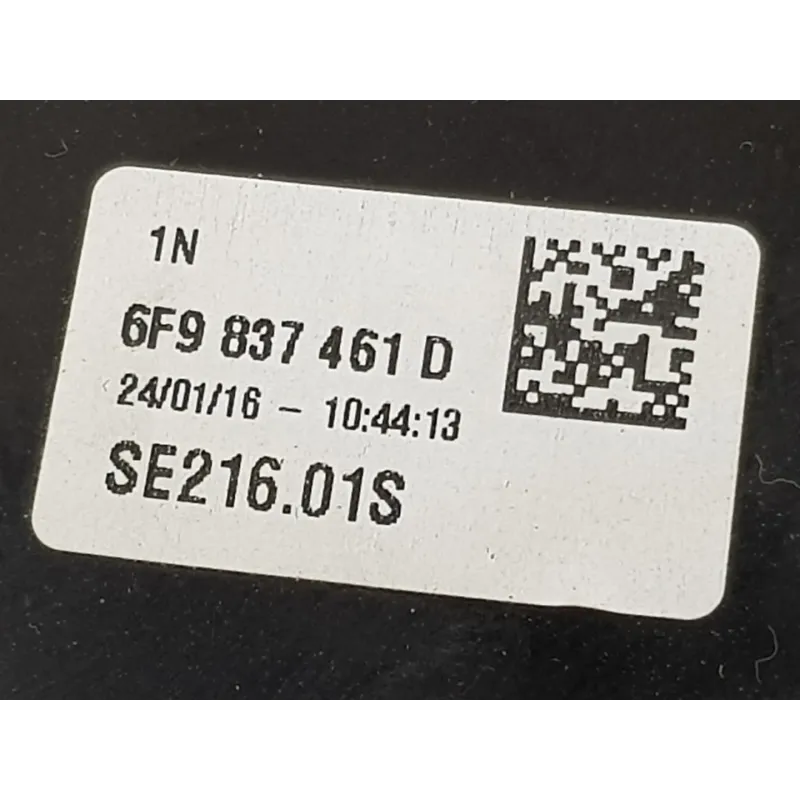 1N
6F9 837 461 D
24/01/16 - 10:44:13
SE216.01S